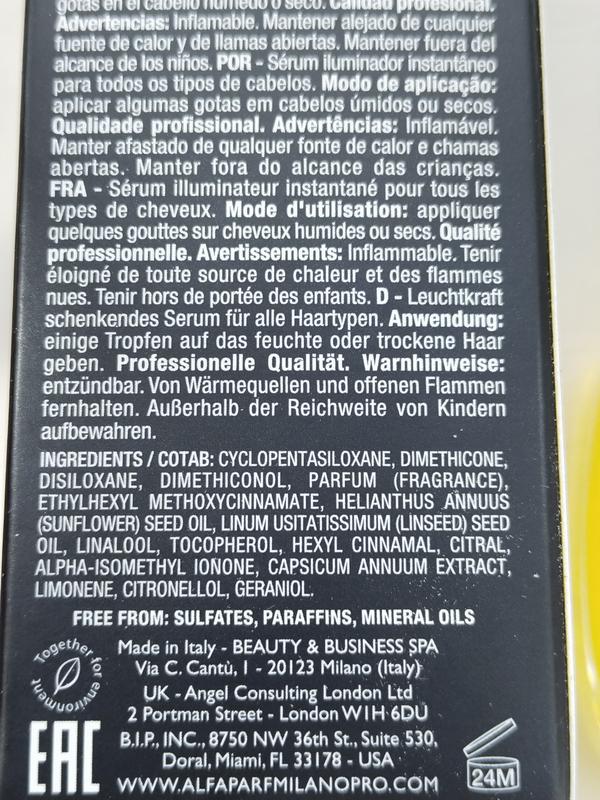 gotas en el cabello húmedo o seco. Calidad profesional.
Advertencias: Inflamable. Mantener alejado de cualquier
fuente de calor y de llamas abiertas. Mantener fuera del
alcance de los niños. POR - Sérum iluminador instantâneo
para todos os tipos de cabelos. Modo de aplicação:
aplicar algumas gotas em cabelos úmidos ou secos.
Qualidade profissional. Advertências: Inflamável.
Manter afastado de qualquer fonte de calor e chamas
abertas. Manter fora do alcance das crianças.
FRA - Sérum illuminateur instantané pour tous les
types de cheveux. Mode d'utilisation: appliquer
quelques gouttes sur cheveux humides ou secs. Qualité
professionnelle. Avertissements: Inflammable. Tenir
éloigné de toute source de chaleur et des flammes
nues. Tenir hors de portée des enfants. D - Leuchtkraft
schenkendes Serum für alle Haartypen. Anwendung:
einige Tropfen auf das feuchte oder trockene Haar
geben. Professionelle Qualität. Warnhinweise:
entzündbar. Von Wärmequellen und offenen Flammen
fernhalten. Außerhalb der Reichweite von Kindern
aufbewahren.
INGREDIENTS / COTAB: CYCLOPENTASILOXANE, DIMETHICONE,
DISILOXANE, DIMETHICONOL, PARFUM (FRAGRANCE),
ETHYLHEXYL METHOXYCINNAMATE, HELIANTHUS ANNUUS
(SUNFLOWER) SEED OIL, LINUM USITATISSIMUM (LINSEED) SEED
OIL, LINALOOL, TOCOPHEROL, HEXYL CINNAMAL, CITRAL,
ALPHA-ISOMETHYL IONONE, CAPSICUM ANNUUM EXTRACT,
LIMONENE, CITRONELLOL, GERANIOL.
FREE FROM: SULFATES, PARAFFINS, MINERAL OILS
Together for environment
Made in Italy - BEAUTY & BUSINESS SPA
Via C. Cantù, 1 - 20123 Milano (Italy)
UK - Angel Consulting London Ltd
2 Portman Street - London W1H 6DU
EAC
B.I.P., INC., 8750 NW 36th St., Suite 530,
Doral, Miami, FL 33178 - USA
WWW.ALFAPARFMILANOPRO.COM
24M